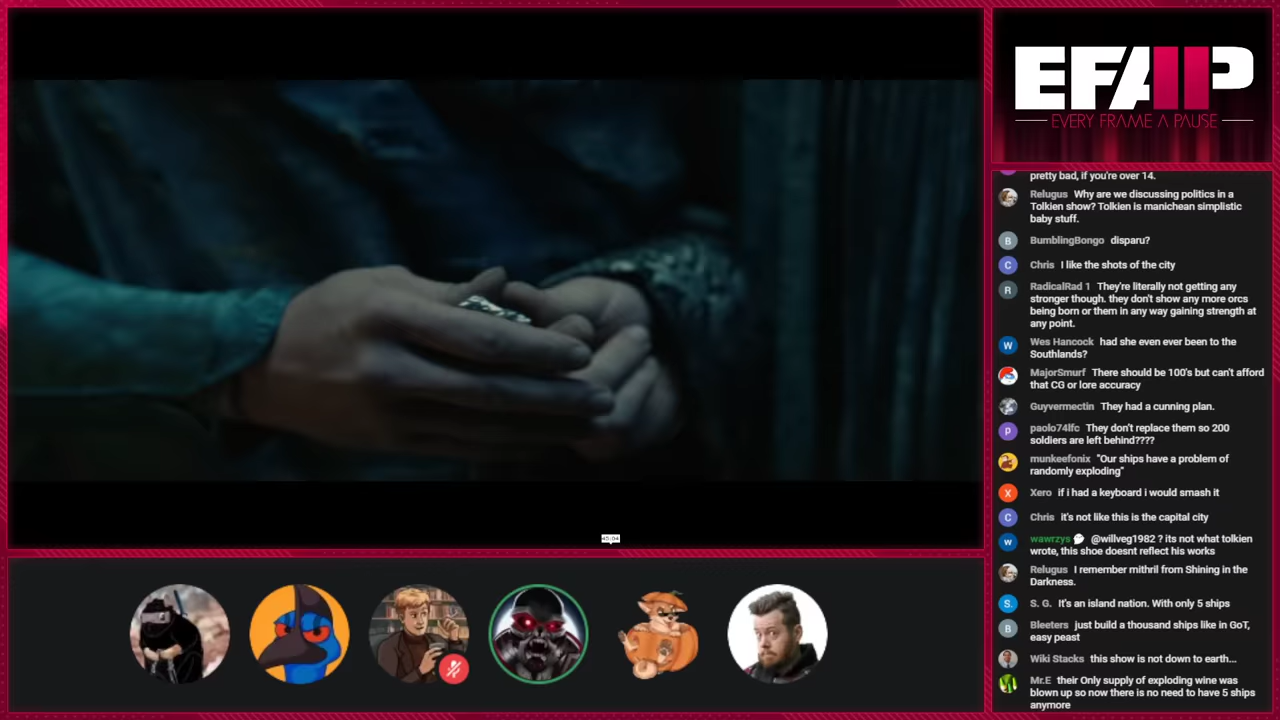 EFAP
EVERY FRAME A PAUSE
pretty bad, if you're over 14.
Relugus Why are we discussing politics in a
Tolkien show? Tolkien is manichean simplistic
baby stuff.
B BumblingBongo disparu?
C Chris I like the shots of the city
R RadicalRad 1 They're literally not getting any
stronger though. they don't show any more orcs
being born or them in any way gaining strength at
any point.
W Wes Hancock had she even ever been to the
Southlands?
MajorSmurf There should be 100's but can't afford
that CG or lore accuracy
Guyvermectin They had a cunning plan.
P paolo74lfc They don't replace them so 200
soldiers are left behind????
munkeefonix "Our ships have a problem of
randomly exploding"
X Xero if i had a keyboard i would smash it
C Chris it's not like this is the capital city
w wawrzys @willveg1982 ? its not what tolkien
wrote, this shoe doesnt reflect his works
Relugus I remember mithril from Shining in the
Darkness.
S. S. G. It's an island nation. With only 5 ships
B Bleeters just build a thousand ships like in GoT,
easy peast
Wiki Stacks this show is not down to earth...
Mr.E their Only supply of exploding wine was
blown up so now there is no need to have 5 ships
anymore